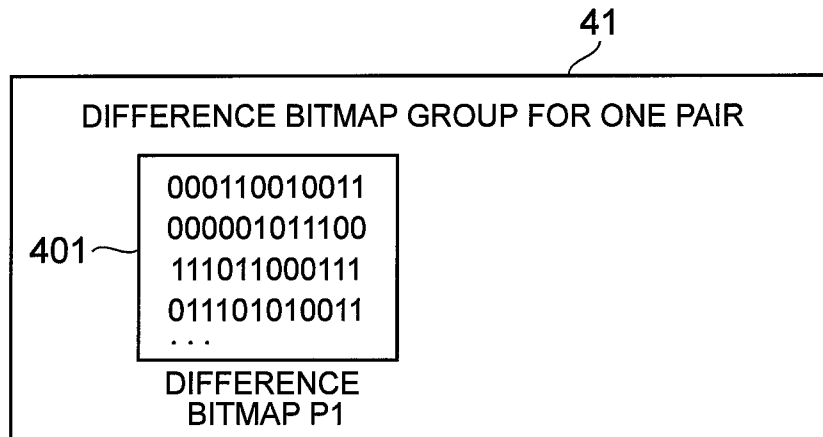 41
DIFFERENCE BITMAP GROUP FOR ONE PAIR
000110010011
000001011100
401
111011000111
011101010011
. . .
DIFFERENCE
BITMAP P1